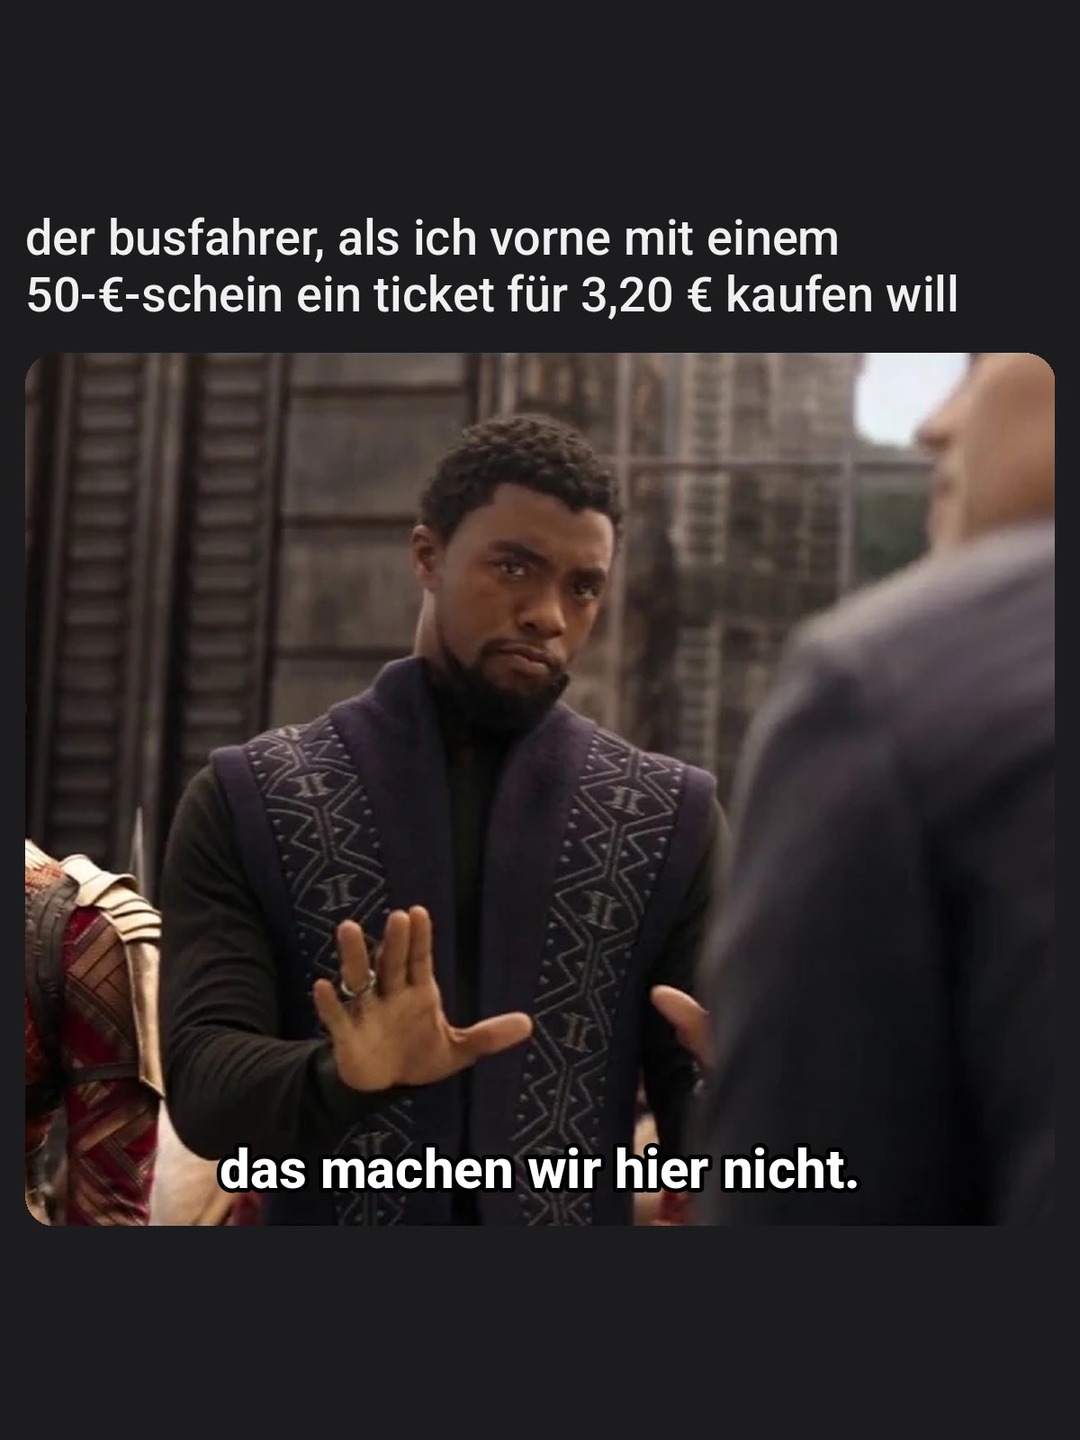 der busfahrer, als ich vorne mit einem
50-€-schein ein ticket für 3,20 € kaufen will
das machen wir hier nicht.